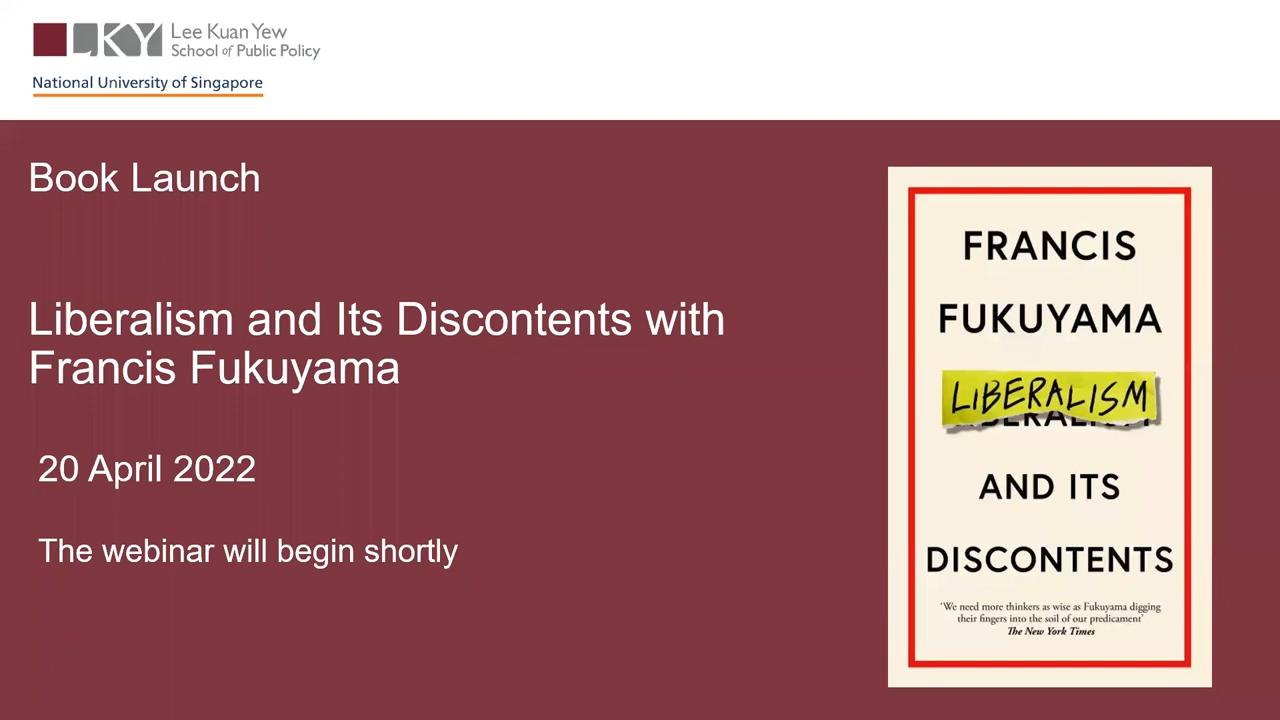 LKY
Lee Kuan Yew
School of Public Policy
National University of Singapore
Book Launch
Liberalism and Its Discontents with
Francis Fukuyama
20 April 2022
The webinar will begin shortly
FRANCIS
FUKUYAMA
LIBERALISM
LIBERALISM
AND ITS
DISCONTENTS
'We need more thinkers as wise as Fukuyama digging
their fingers into the soil of our predicament'
The New York Times